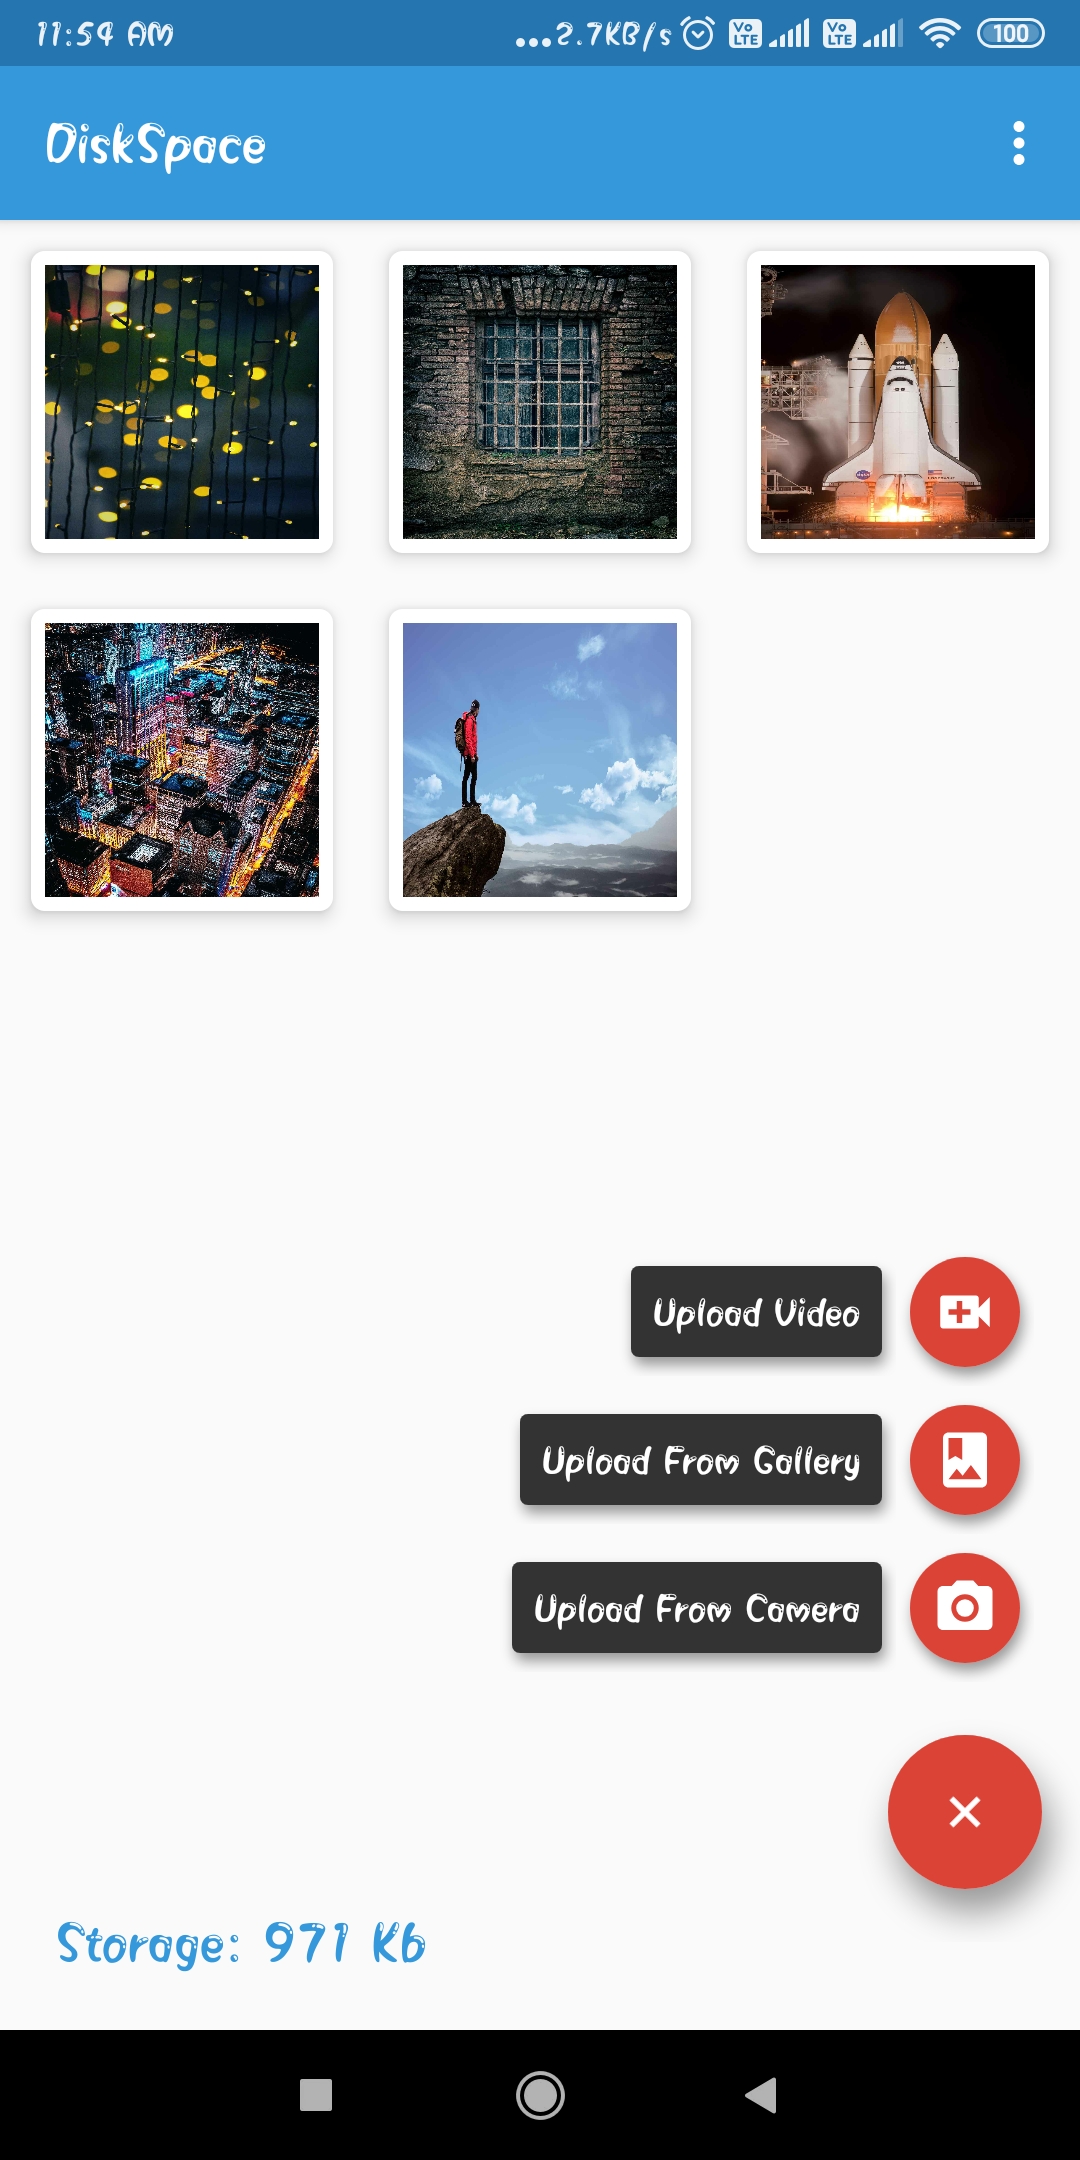 11:54 AM ...2.7KB/s Vo LTE Vo LTE 100
DiskSpace
Upload Video
Upload From Gallery
Upload From Camera
Storage: 971 Kb